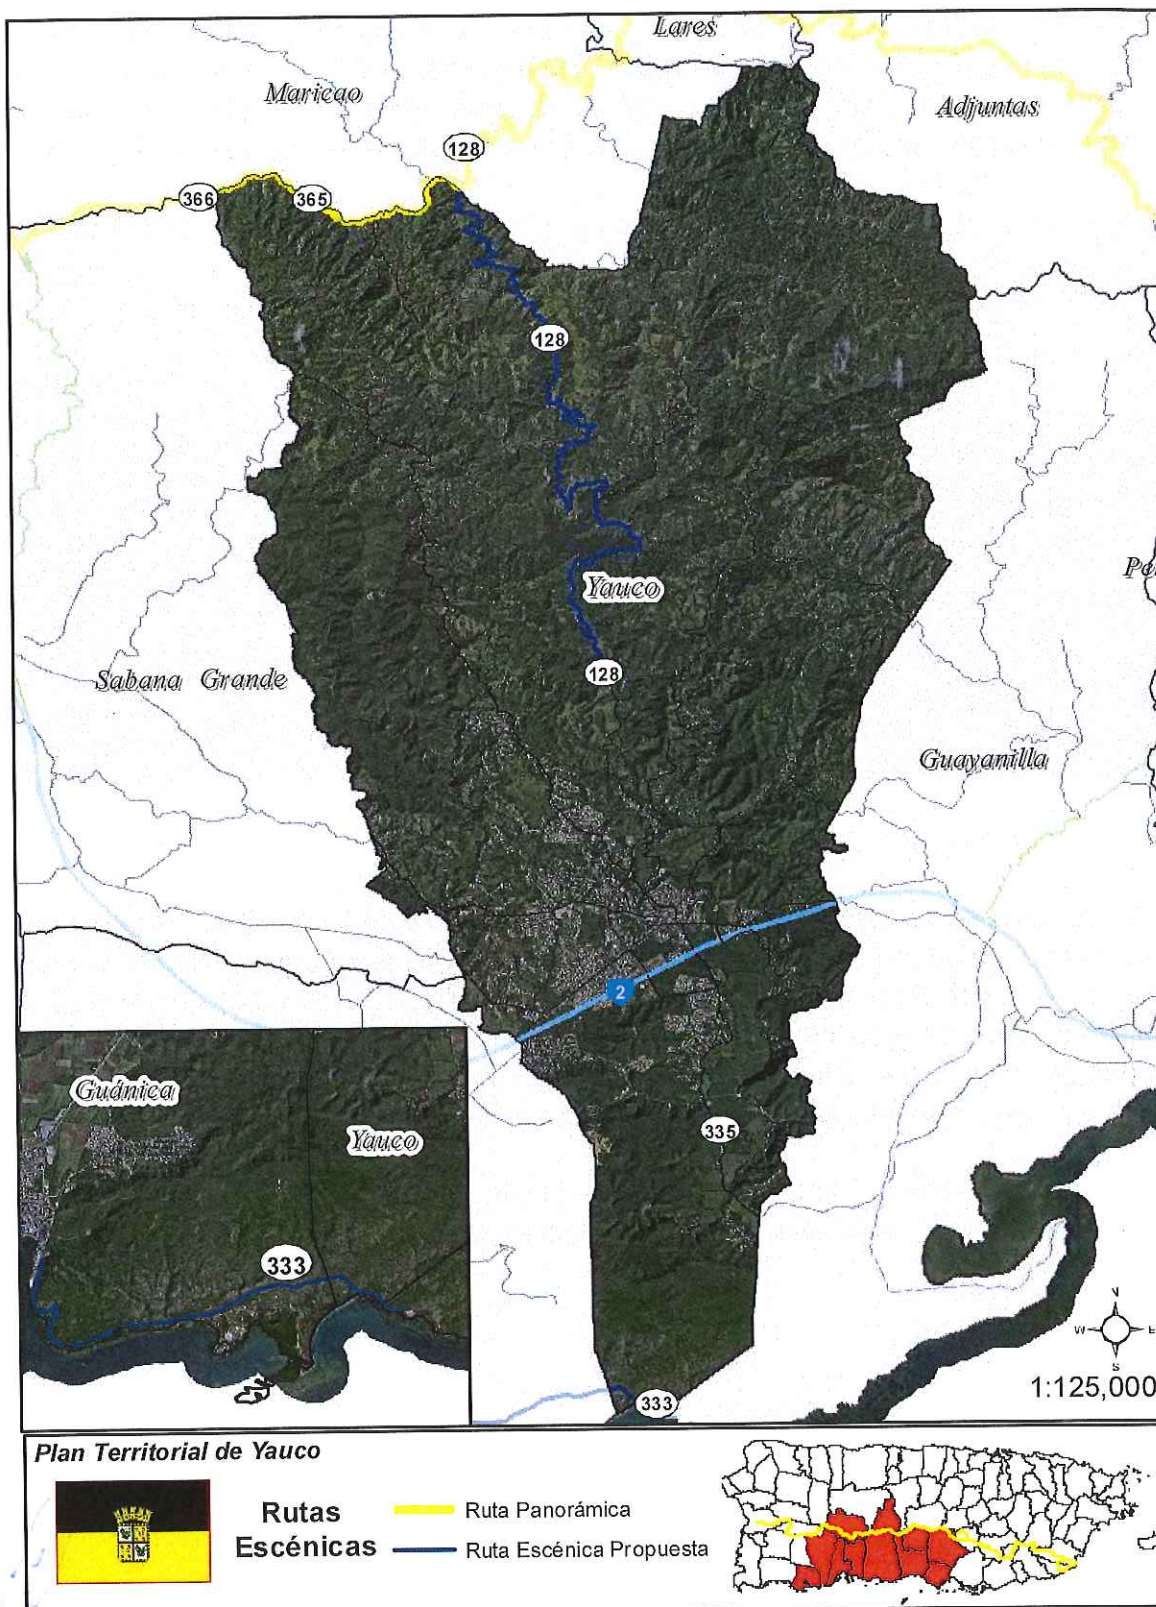 Lares
Maricao
Adjuntas
128
366
365
128
Yauco
128
Sabana Grande
Guayanilla
2
Guánica
Yauco
335
333
N
W E
S
1:125,000
333
Plan Territorial de Yauco
Rutas
Escénicas
Ruta Panorámica
Ruta Escénica Propuesta